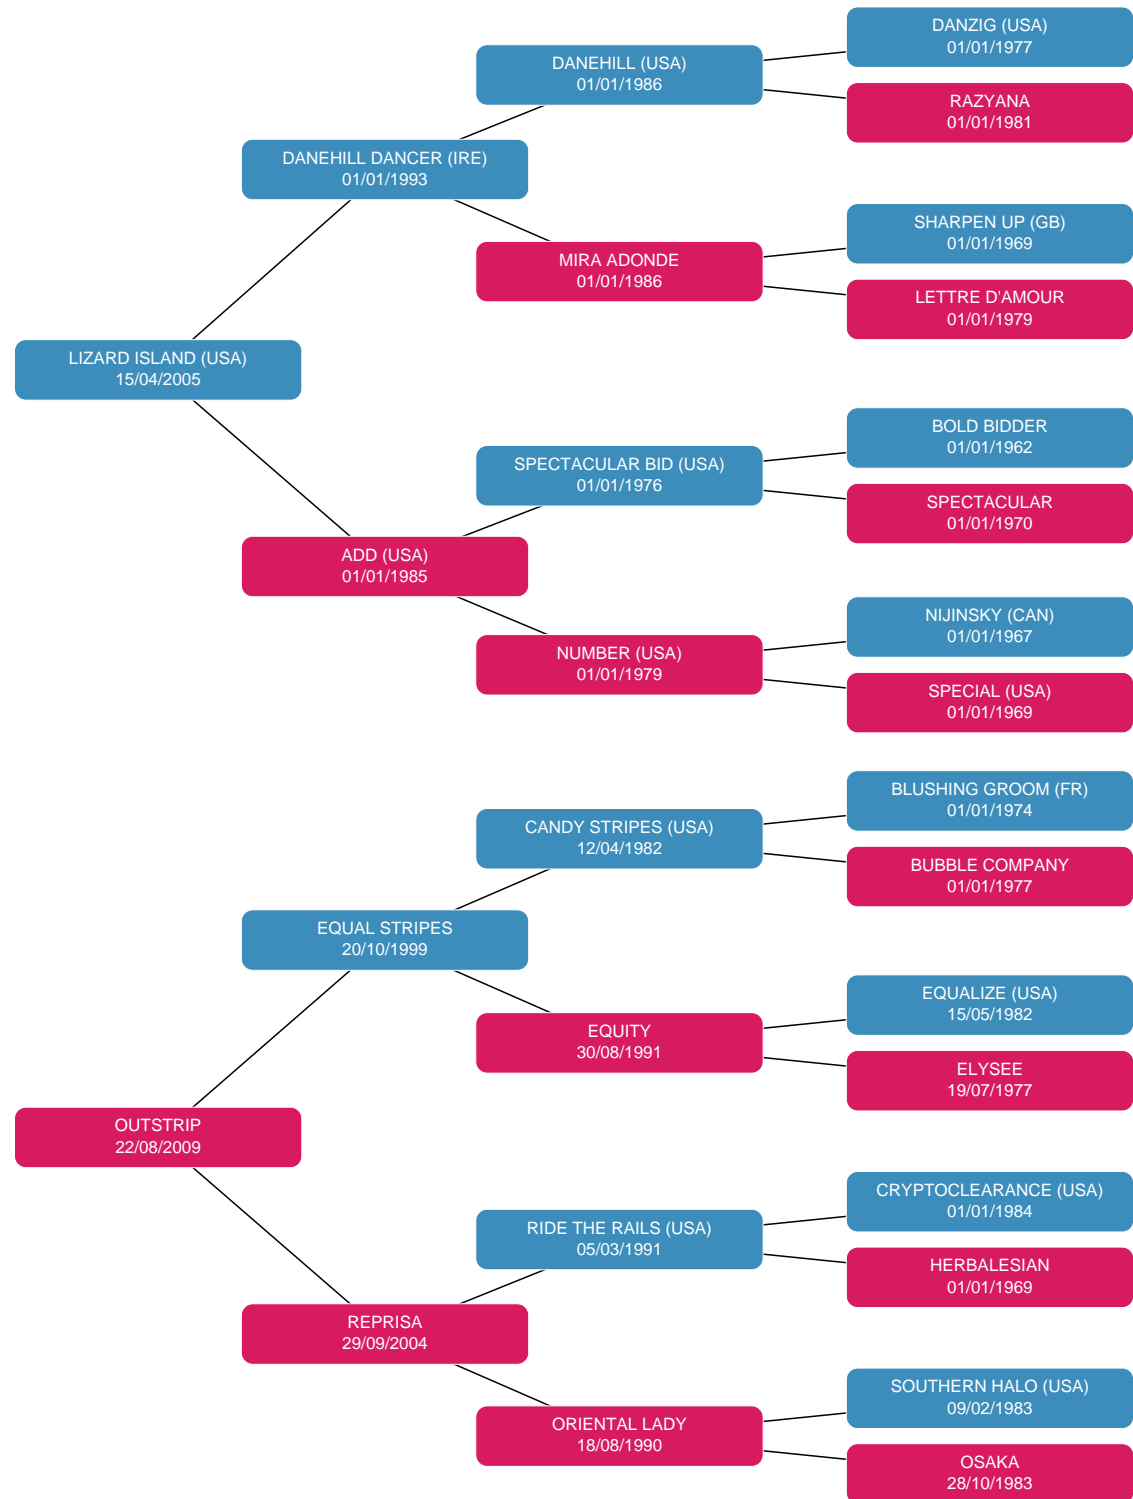 DANZIG (USA)
01/01/1977
DANEHILL (USA)
01/01/1986
RAZYANA
01/01/1981
DANEHILL DANCER (IRE)
01/01/1993
SHARPEN UP (GB)
01/01/1969
MIRA ADONDE
01/01/1986
LETTRE D'AMOUR
01/01/1979
LIZARD ISLAND (USA)
15/04/2005
BOLD BIDDER
01/01/1962
SPECTACULAR BID (USA)
01/01/1976
SPECTACULAR
01/01/1970
ADD (USA)
01/01/1985
NIJINSKY (CAN)
01/01/1967
NUMBER (USA)
01/01/1979
SPECIAL (USA)
01/01/1969
BLUSHING GROOM (FR)
01/01/1974
CANDY STRIPES (USA)
12/04/1982
BUBBLE COMPANY
01/01/1977
EQUAL STRIPES
20/10/1999
EQUALIZE (USA)
15/05/1982
EQUITY
30/08/1991
ELYSEE
19/07/1977
OUTSTRIP
22/08/2009
CRYPTOCLEARANCE (USA)
01/01/1984
RIDE THE RAILS (USA)
05/03/1991
HERBALESIAN
01/01/1969
REPRISA
29/09/2004
SOUTHERN HALO (USA)
09/02/1983
ORIENTAL LADY
18/08/1990
OSAKA
28/10/1983